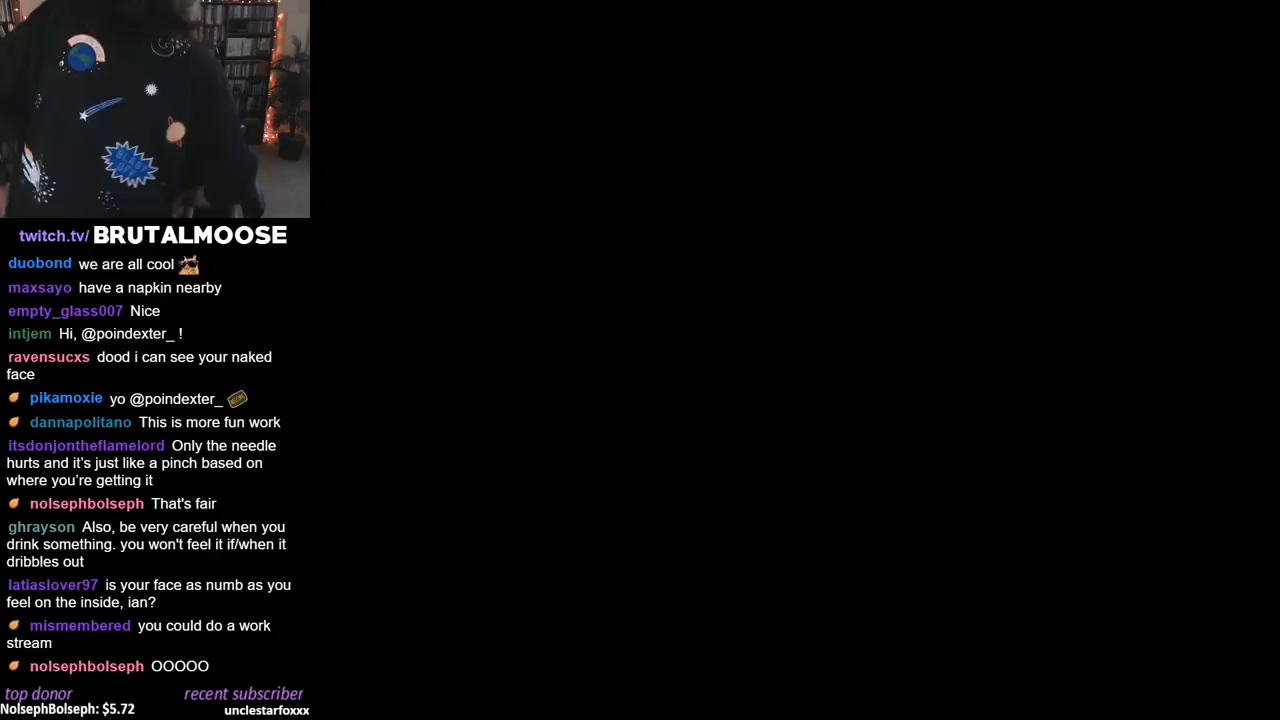 BLAST
OFF
twitch.tv/BRUTALMOOSE
duobond we are all cool
maxsayo have a napkin nearby
empty_glass007 Nice
intjem Hi, @poindexter_ !
ravensucxs dood i can see your naked
face
pikamoxie yo @poindexter_
dannapolitano This is more fun work
itsdonjontheflamelord Only the needle
hurts and it's just like a pinch based on
where you're getting it
nolsephbolseph That's fair
ghrayson Also, be very careful when you
drink something. you won't feel it if/when it
dribbles out
latiaslover97 is your face as numb as you
feel on the inside, ian?
mismembered you could do a work
stream
nolsephbolseph OOOOO
top donor recent subscriber
NolsephBolseph: $5.72 unclestarfoxxx